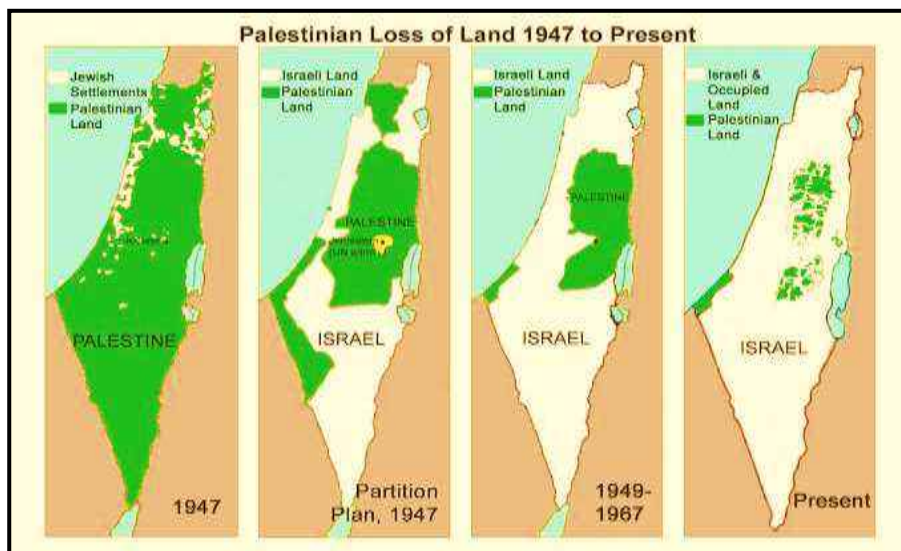 Palestinian Loss of Land 1947 to Present
Jewish
Settlements
Palestinian
Land
PALESTINE
1947
Israeli Land
Palestinian
Land
PALESTINE
ISRAEL
Partition
Plan, 1947
Israeli Land
Palestinian
Land
PALESTINE
ISRAEL
1949-
1967
Israeli &
Occupied
Land
Palestinian
Land
ISRAEL
Present